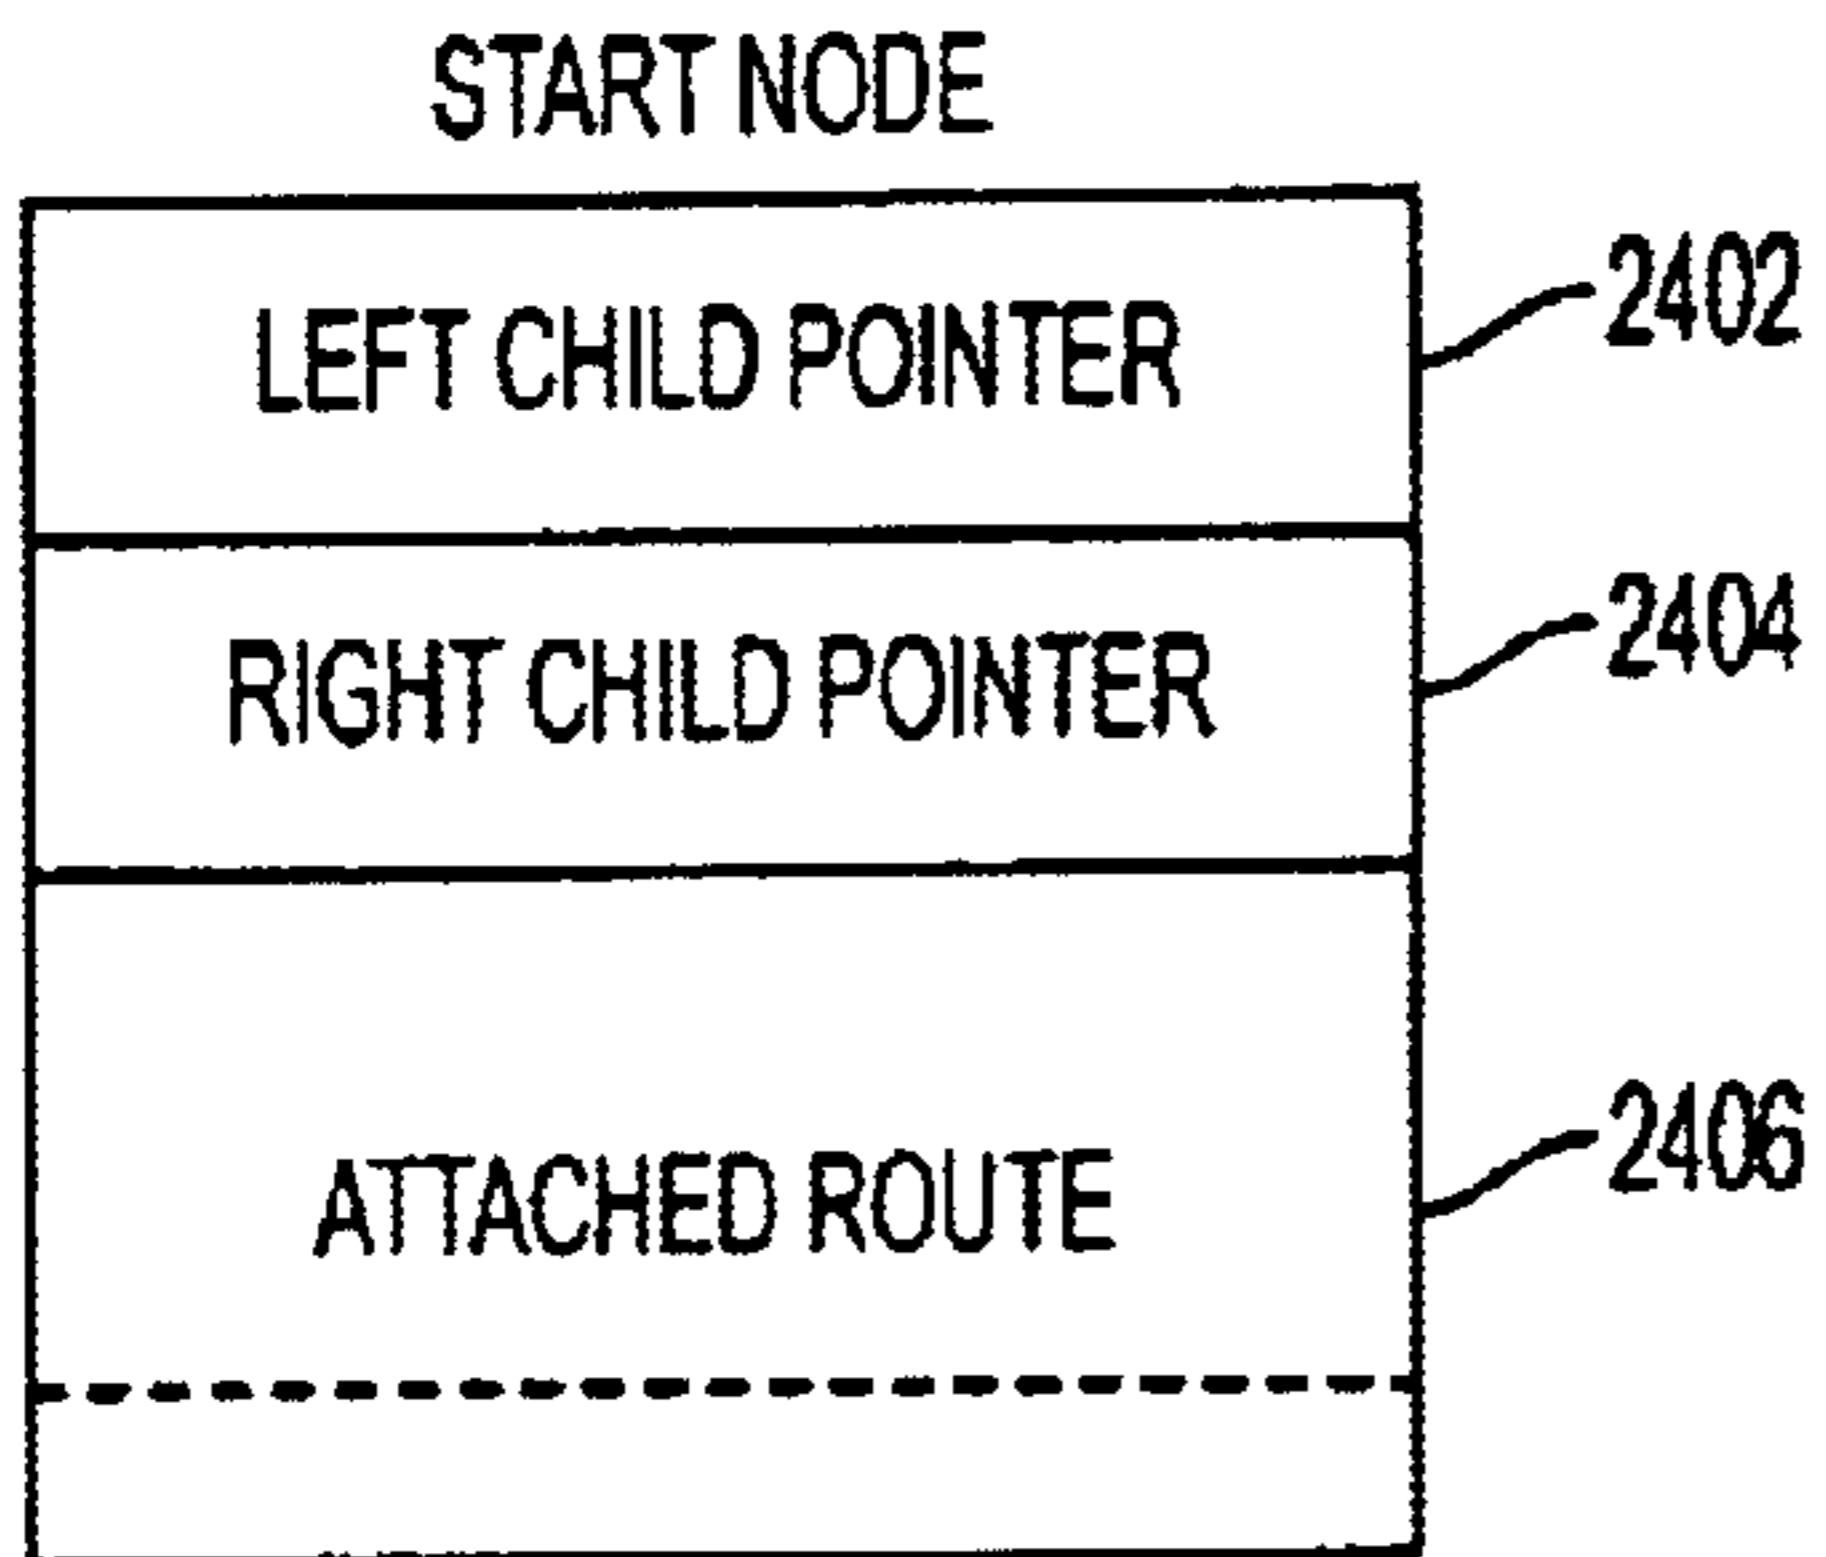 START NODE
LEFT CHILD POINTER
2402
RIGHT CHILD POINTER
2404
ATTACHED ROUTE
2406